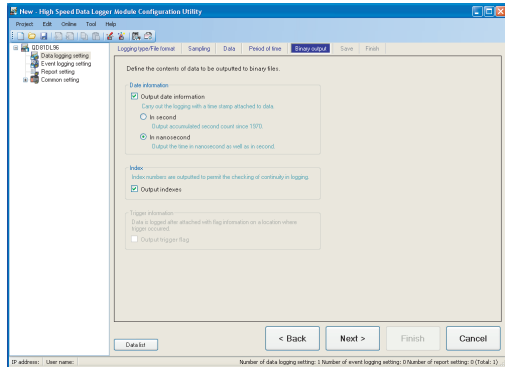 New - High Speed Data Logger Module Configuration Utility
Project Edit Online Tool Help
QD81DL96
Data logging setting
Event logging setting
Report setting
Common setting
Logging type/File format Sampling Data Period of time Binary output Save Finish
Define the contents of data to be outputted to binary files.
Date information
Output date information
Carry out the logging with a time stamp attached to data.
In second
Output accumulated second count since 1970.
In nanosecond
Output the time in nanosecond as well as in second.
Index
Index numbers are outputted to permit the checking of continuity in logging.
Output indexes
Trigger information
Data is logged after attached with flag information on a location where
trigger occurred.
Output trigger flag
Data list
< Back Next > Finish Cancel
IP address: User name: Number of data logging setting: 1 Number of event logging setting: 0 Number of report setting: 0 (Total: 1)